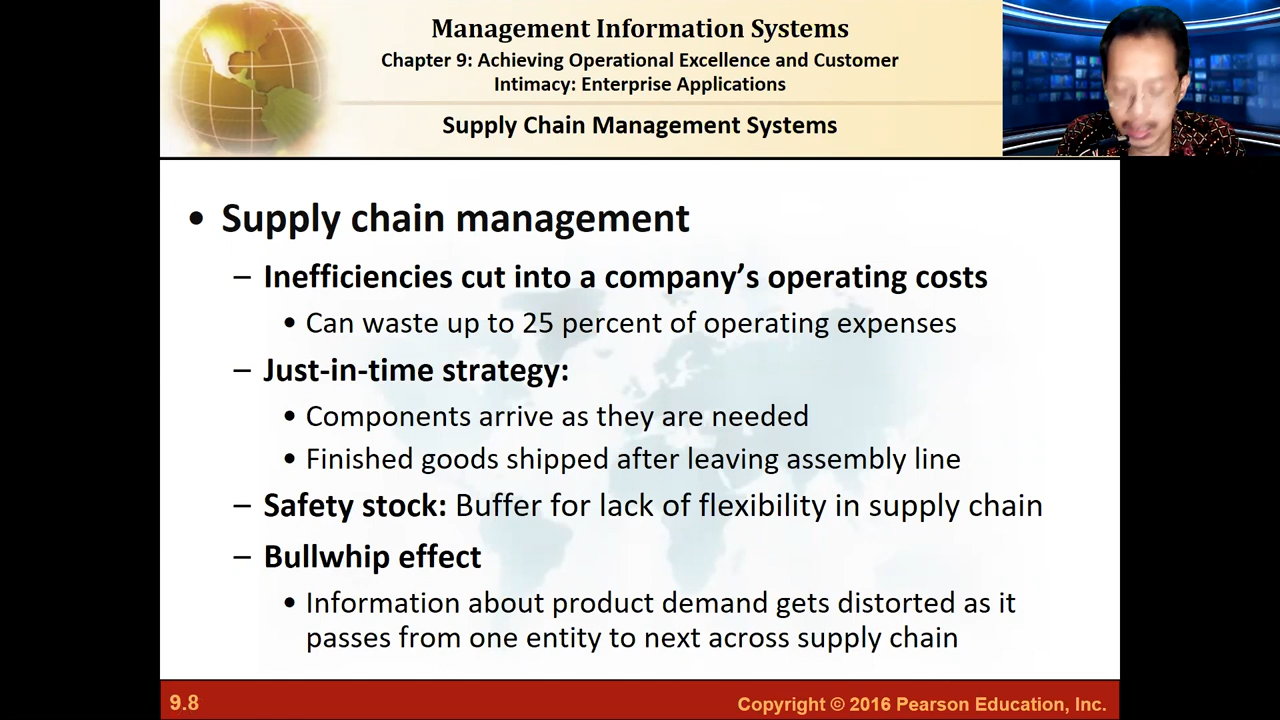 Management Information Systems
Chapter 9: Achieving Operational Excellence and Customer
Intimacy: Enterprise Applications
Supply Chain Management Systems
• Supply chain management
– Inefficiencies cut into a company’s operating costs
• Can waste up to 25 percent of operating expenses
– Just-in-time strategy:
• Components arrive as they are needed
• Finished goods shipped after leaving assembly line
– Safety stock: Buffer for lack of flexibility in supply chain
– Bullwhip effect
• Information about product demand gets distorted as it
passes from one entity to next across supply chain
9.8
Copyright © 2016 Pearson Education, Inc.